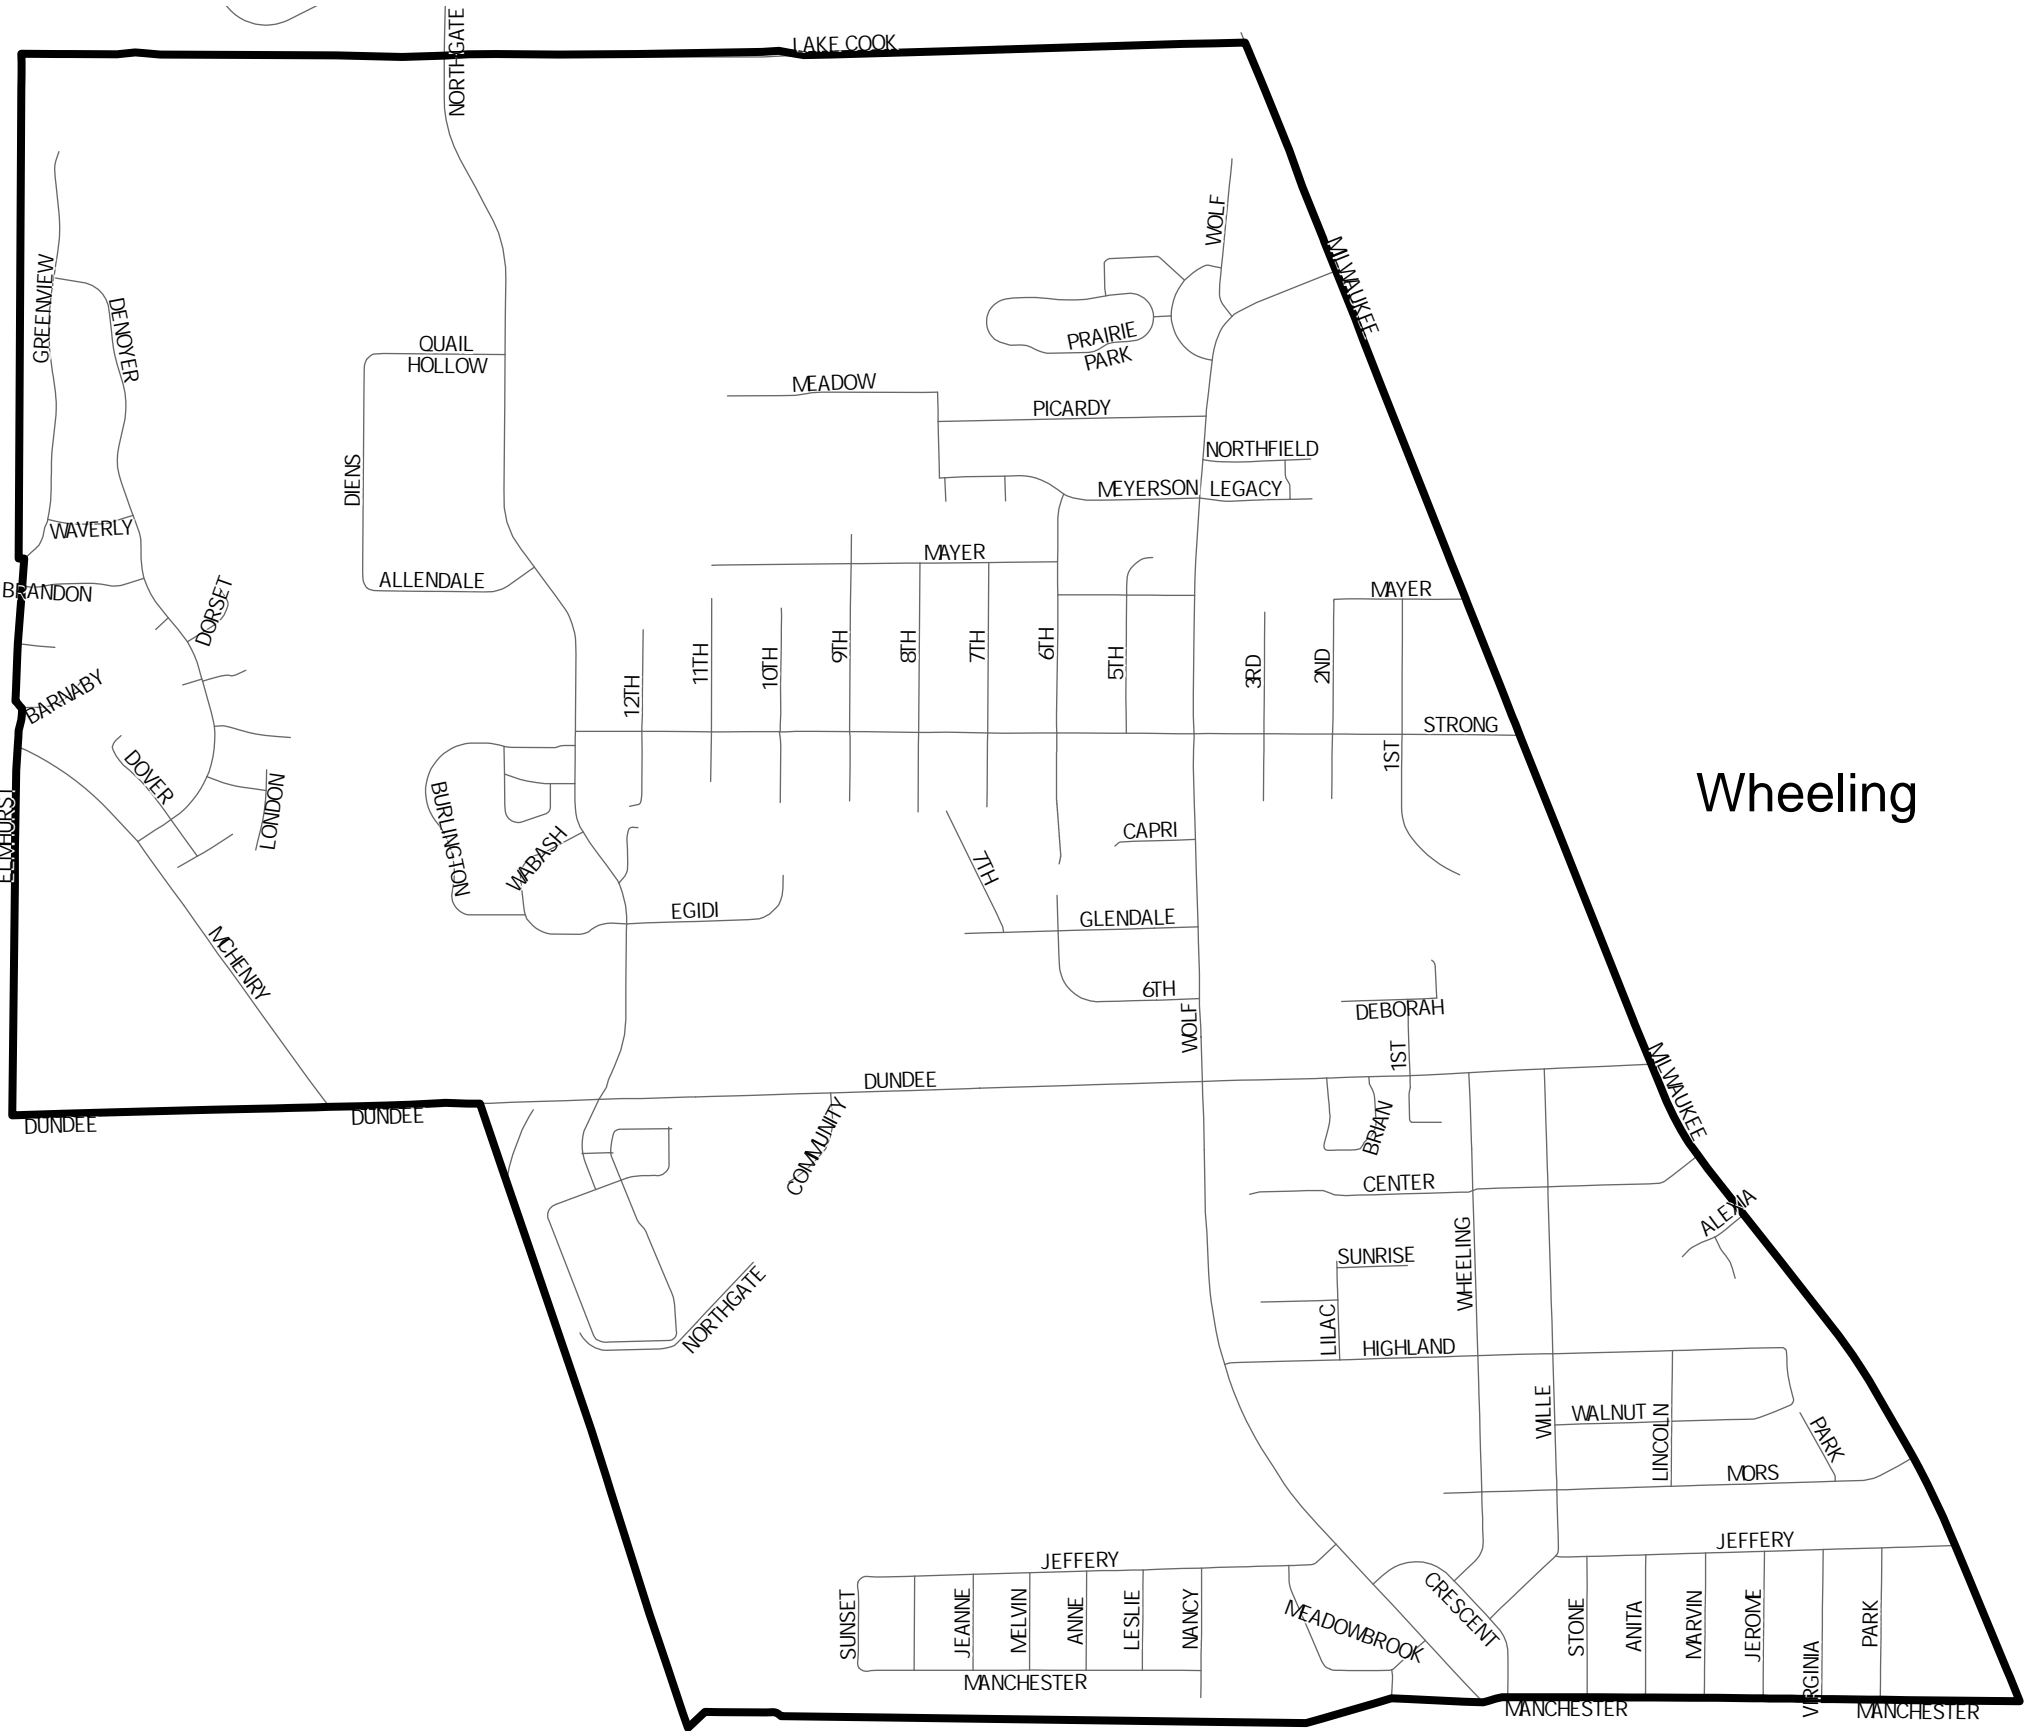 NORTHGATE
LAKE COOK
WOLF
MILWAUKEE
GREENVIEW
DENOYER
QUAIL
HOLLOW
PRAIRIE
PARK
MEADOW
PICARDY
NORTHFIELD
DIENS
MEYERSON
LEGACY
WAVERLY
MAYER
ALLENDALE
BRANDON
MAYER
DORSET
12TH
11TH
10TH
9TH
8TH
7TH
6TH
5TH
3RD
2ND
BARNABY
STRONG
1ST
DOVER
LONDON
ELMHURST
BURLINGTON
Wheeling
WABASH
CAPRI
7TH
EGIDI
GLENDALE
MCHENRY
6TH
WOLF
DEBORAH
1ST
DUNDEE
MILWAUKEE
DUNDEE
DUNDEE
COMMUNITY
BRIAN
CENTER
ALEXIA
WHEELING
SUNRISE
NORTHGATE
LILAC
HIGHLAND
WILLE
WALNUT
LINCOLN
PARK
MORS
JEFFERY
JEFFERY
SUNSET
JEANNE
MELVIN
ANNE
LESLIE
NANCY
MEADOWBROOK
CRESCENT
STONE
ANITA
MARVIN
JEROME
VIRGINIA
PARK
MANCHESTER
MANCHESTER
MANCHESTER